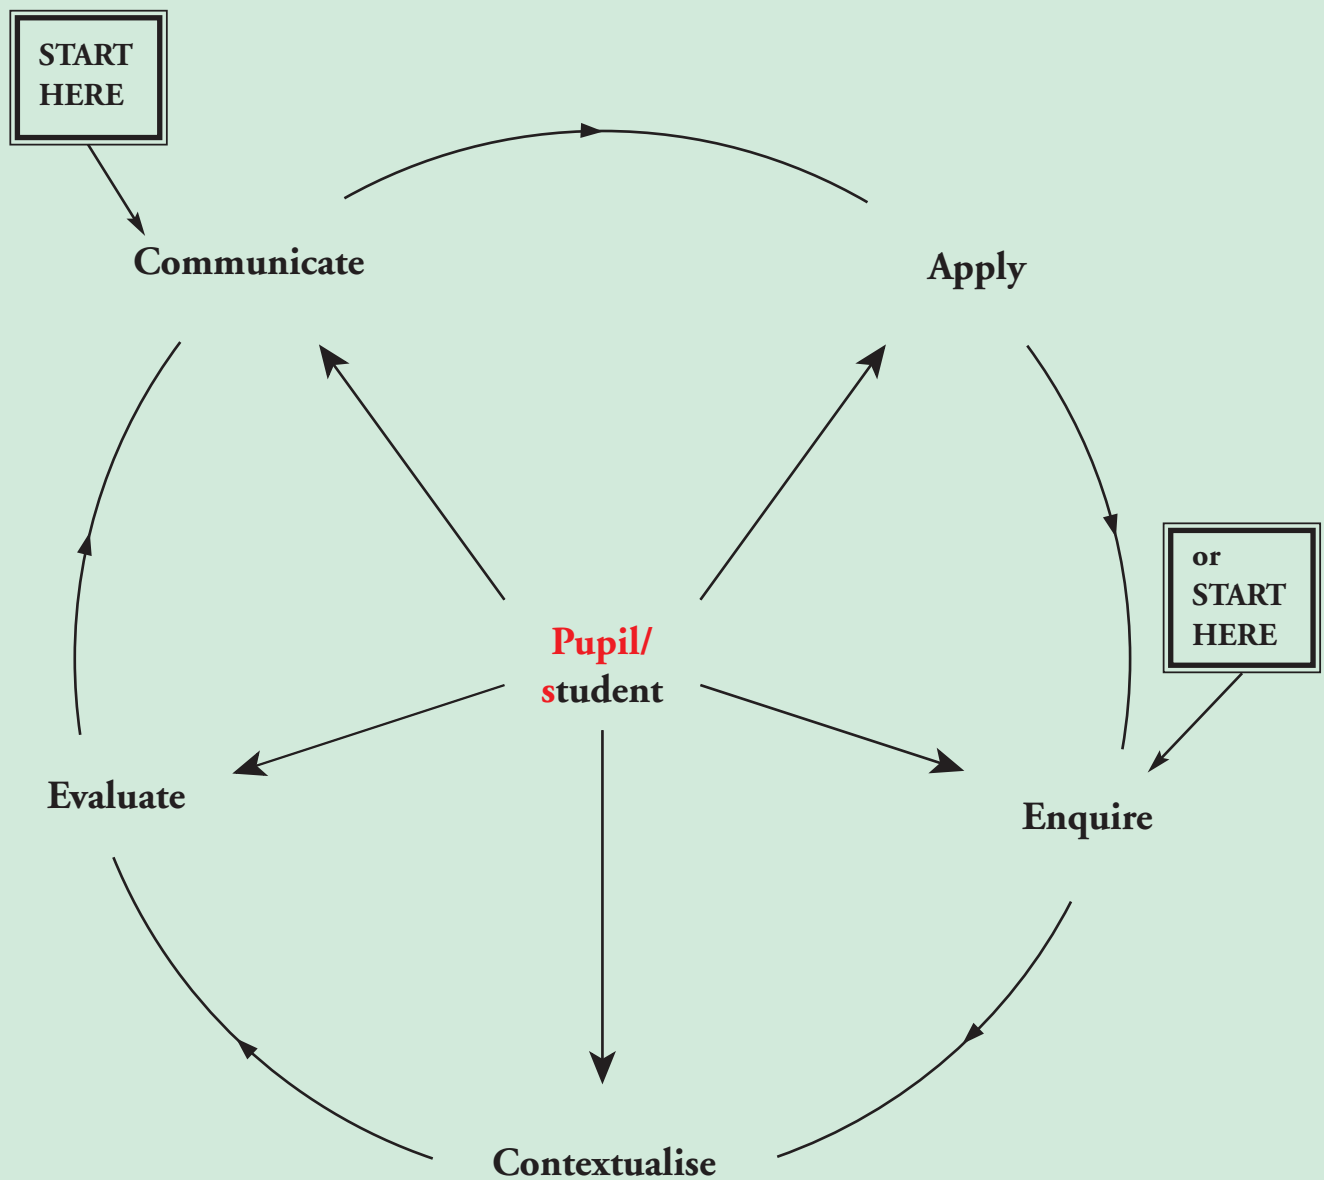 START
HERE
Communicate
Apply
or
START
HERE
Pupil/
student
Evaluate
Enquire
Contextualise